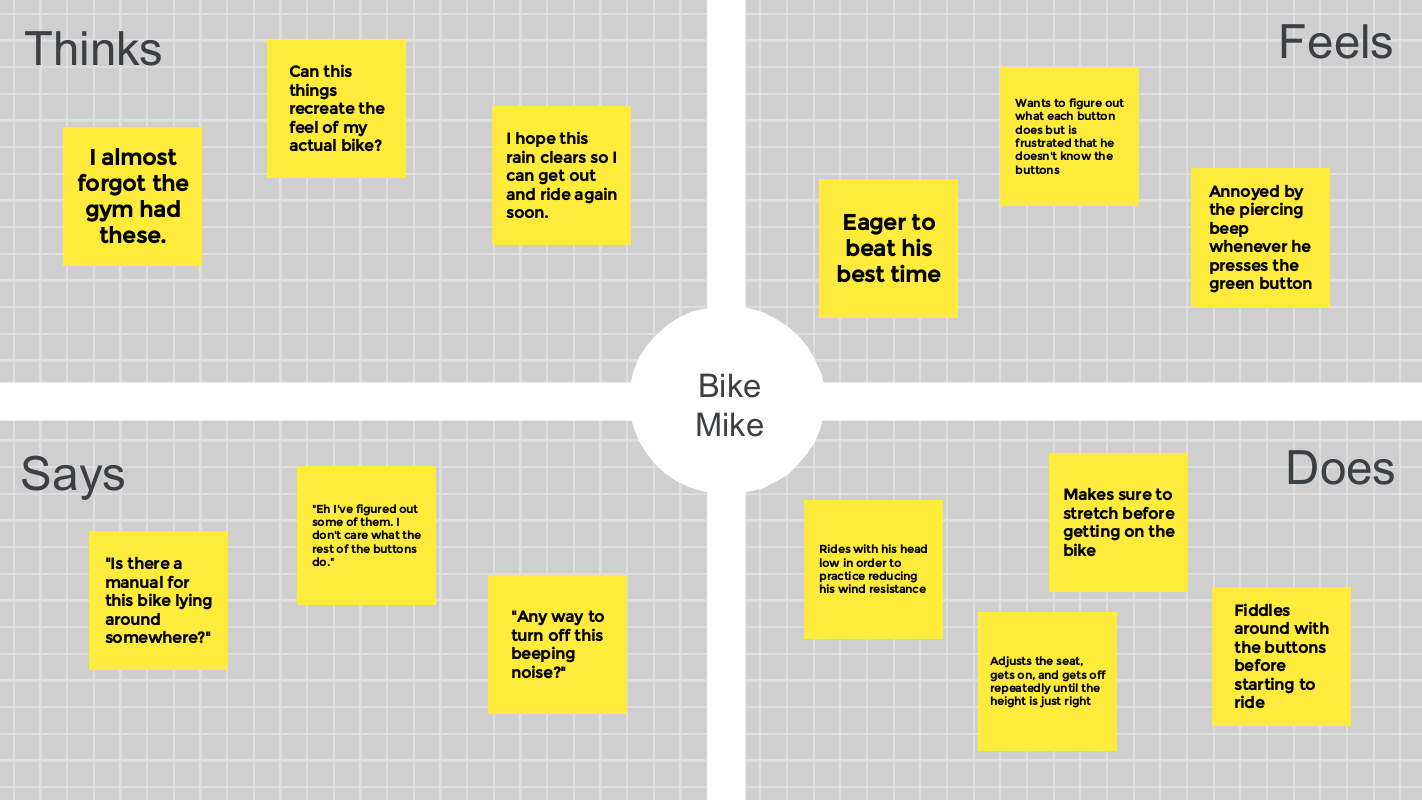 Thinks
I almost
forgot the
gym had
these.
Can this
things
recreate the
feel of my
actual bike?
I hope this
rain clears so I
can get out
and ride again
soon.
Feels
Eager to
beat his
best time
Wants to figure out
what each button
does but is
frustrated that he
doesn't know the
buttons
Annoyed by
the piercing
beep
whenever he
presses the
green button
Bike
Mike
Says
"Is there a
manual for
this bike lying
around
somewhere?"
"Eh I've figured out
some of them. I
don't care what the
rest of the buttons
do."
"Any way to
turn off this
beeping
noise?"
Does
Rides with his head
low in order to
practice reducing
his wind resistance
Makes sure to
stretch before
getting on the
bike
Adjusts the seat,
gets on, and gets off
repeatedly until the
height is just right
Fiddles
around with
the buttons
before
starting to
ride